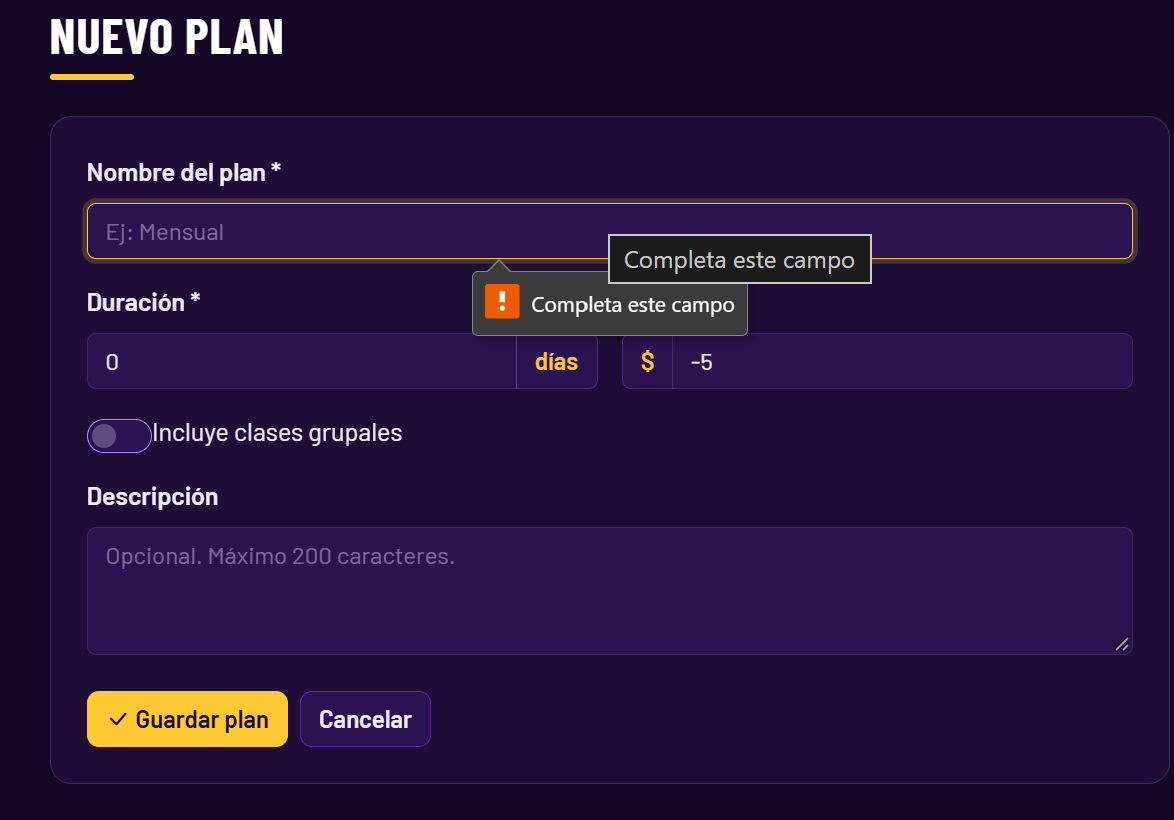 NUEVO PLAN
Nombre del plan *
Ej: Mensual
Completa este campo
Completa este campo
Duración *
0 días $ -5
Incluye clases grupales
Descripción
Opcional. Máximo 200 caracteres.
Guardar plan Cancelar